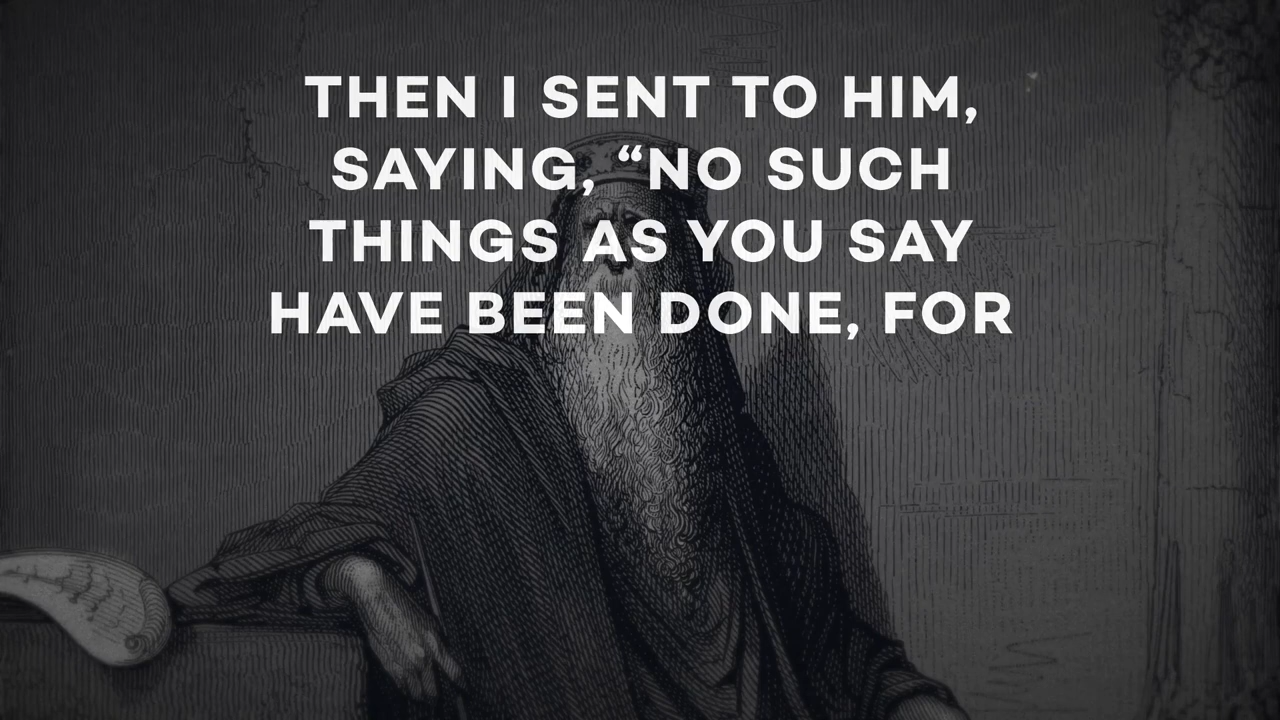 THEN I SENT TO HIM,
SAYING, “NO SUCH
THINGS AS YOU SAY
HAVE BEEN DONE, FOR